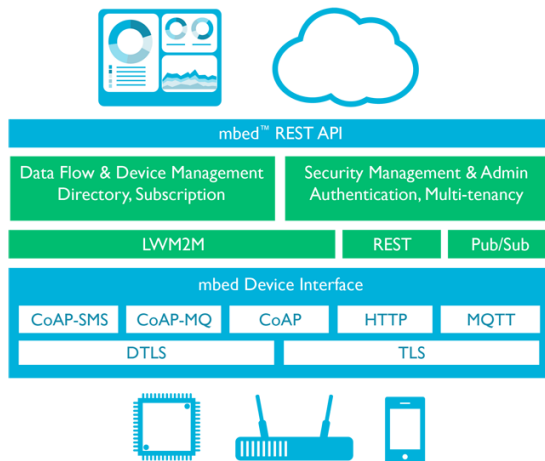 mbed™ REST API
Data Flow & Device Management
Directory, Subscription
Security Management & Admin
Authentication, Multi-tenancy
LWM2M
REST
Pub/Sub
mbed Device Interface
CoAP-SMS
CoAP-MQ
CoAP
HTTP
MQTT
DTLS
TLS